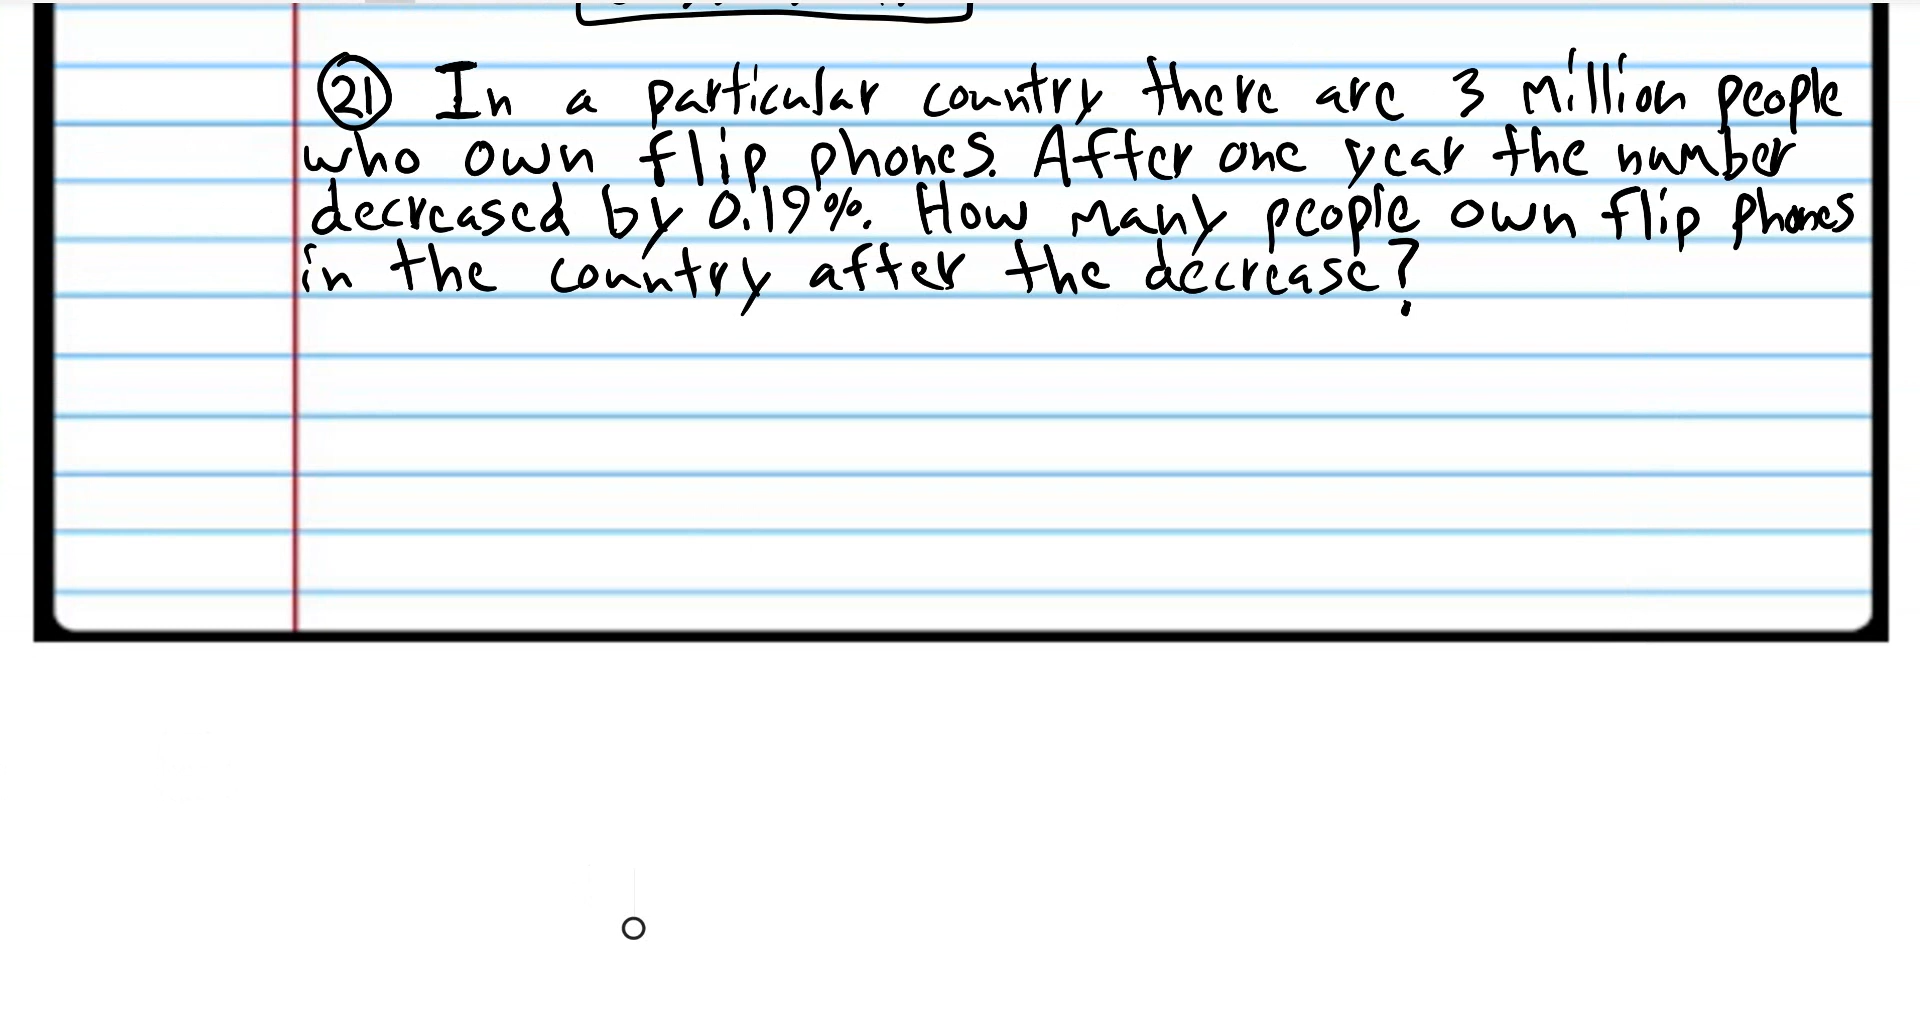 21 In a particular country there are 3 Million people
who own flip phones. After one year the number
decreased by 0.19%. How many people own flip phones
in the country after the decrease?